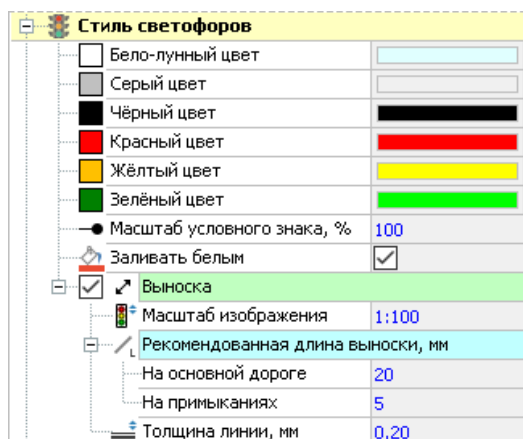 Стиль светофоров
Бело-лунный цвет
Серый цвет
Чёрный цвет
Красный цвет
Жёлтый цвет
Зелёный цвет
Масштаб условного знака, % 100
Заливать белым
Выноска
Масштаб изображения 1:100
L Рекомендованная длина выноски, мм
На основной дороге 20
На примыканиях 5
Толщина линии, мм 0.20